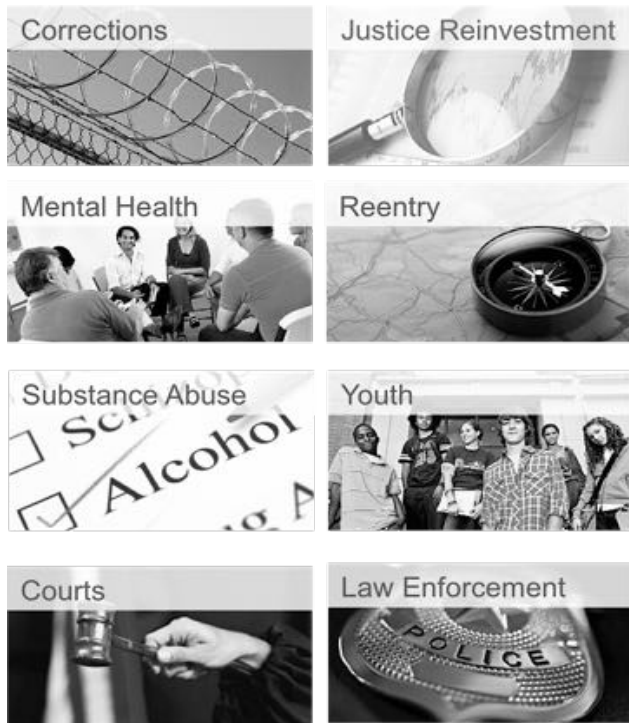 Corrections
Justice Reinvestment
Mental Health
Reentry
Substance Abuse
Alcohol
Youth
Courts
Law Enforcement
POLICE